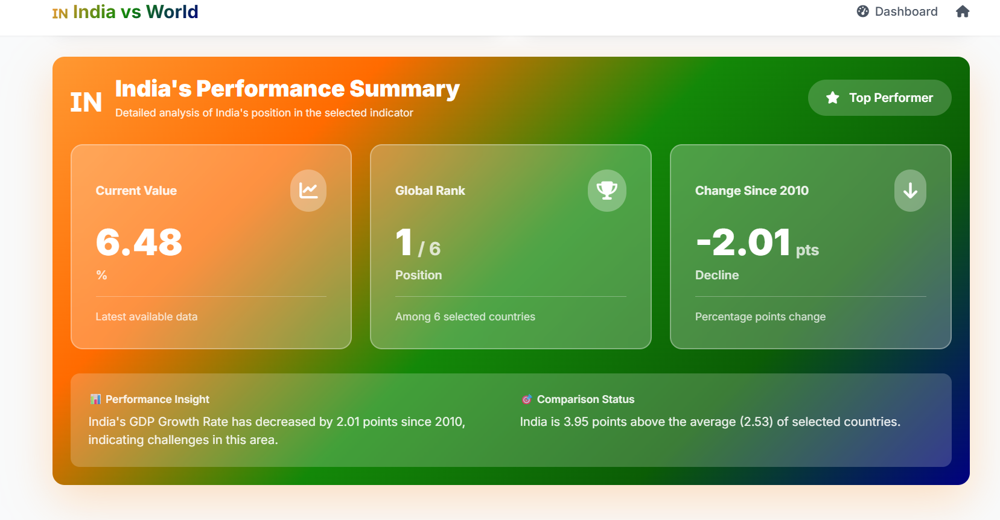 IN India vs World
Dashboard
IN
India's Performance Summary
Detailed analysis of India's position in the selected indicator
Top Performer
Current Value
6.48
%
Latest available data
Global Rank
1 / 6
Position
Among 6 selected countries
Change Since 2010
-2.01 pts
Decline
Percentage points change
Performance Insight
India's GDP Growth Rate has decreased by 2.01 points since 2010,
indicating challenges in this area.
Comparison Status
India is 3.95 points above the average (2.53) of selected countries.